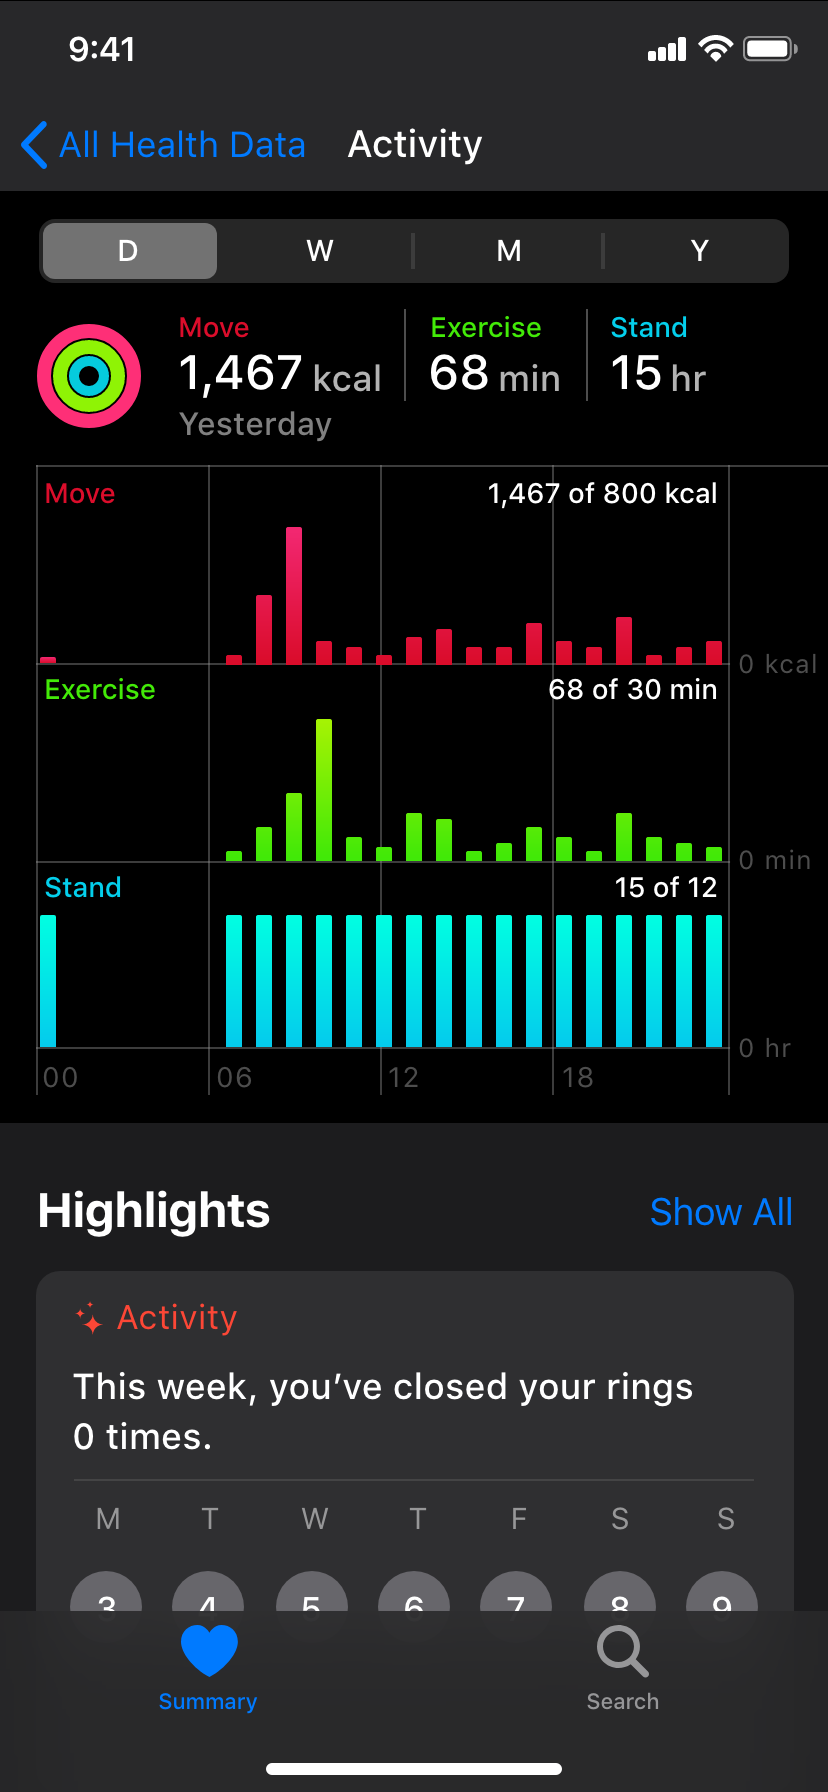 9:41
All Health Data Activity
D W M Y
Move Exercise Stand
1,467 kcal 68 min 15 hr
Yesterday
Move 1,467 of 800 kcal
0 kcal
Exercise 68 of 30 min
0 min
Stand 15 of 12
0 hr
00 06 12 18
Highlights Show All
Activity
This week, you’ve closed your rings
0 times.
M T W T F S S
3 4 5 6 7 8 9
Summary Search